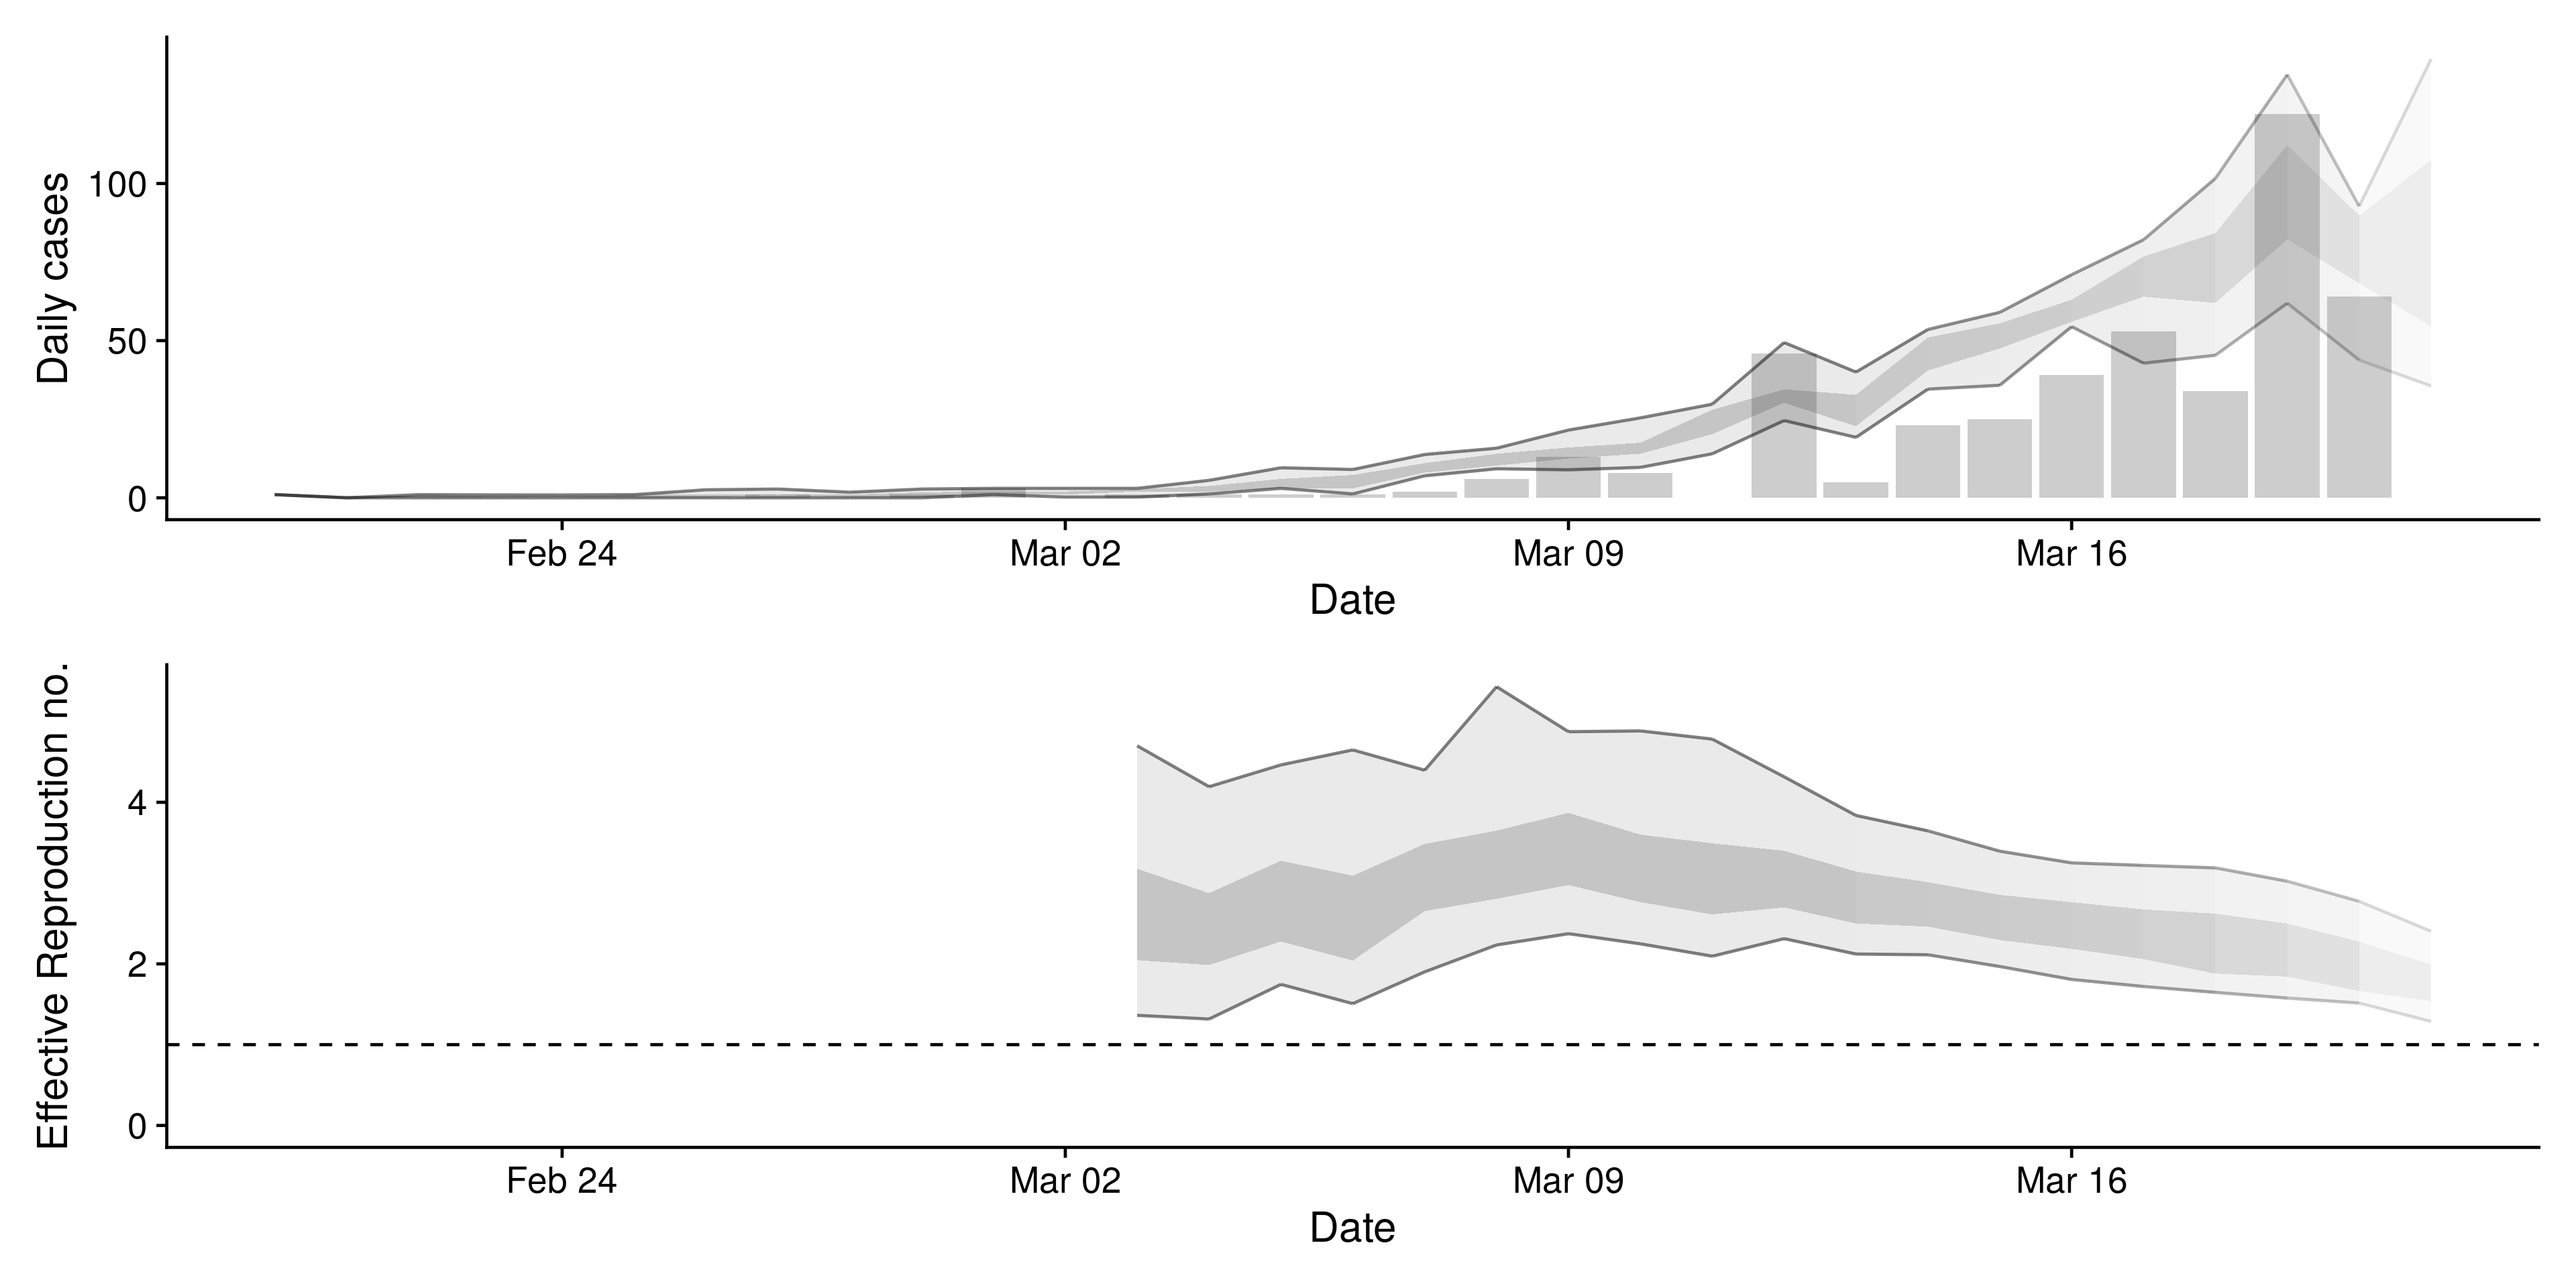 Daily cases
100
50
0
Feb 24 Mar 02 Mar 09 Mar 16
Date
Effective Reproduction no.
4
2
0
Feb 24 Mar 02 Mar 09 Mar 16
Date